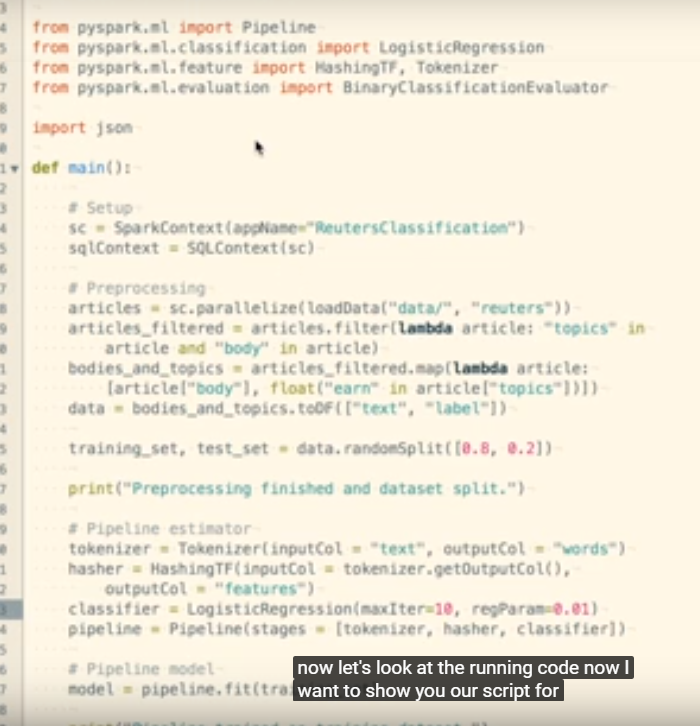 3
4 from pyspark.ml import Pipeline
5 from pyspark.ml.classification import LogisticRegression
6 from pyspark.ml.feature import HashingTF, Tokenizer
7 from pyspark.ml.evaluation import BinaryClassificationEvaluator
8
9 import json
0
1 def main():
2
3 # Setup
4 sc = SparkContext(appName="ReutersClassification")
5 sqlContext = SQLContext(sc)
6
7 # Preprocessing
8 articles = sc.parallelize(loadData("data/", "reuters"))
9 articles_filtered = articles.filter(lambda article: "topics" in
0 article and "body" in article)
1 bodies_and_topics = articles_filtered.map(lambda article:
2 [article["body"], float("earn" in article["topics"])])
3 data = bodies_and_topics.toDF(["text", "label"])
4
5 training_set, test_set = data.randomSplit([0.8, 0.2])
6
7 print("Preprocessing finished and dataset split.")
8
9 # Pipeline estimator
0 tokenizer = Tokenizer(inputCol = "text", outputCol = "words")
1 hasher = HashingTF(inputCol = tokenizer.getOutputCol(),
2 outputCol = "features")
3 classifier = LogisticRegression(maxIter=10, regParam=0.01)
4 pipeline = Pipeline(stages = [tokenizer, hasher, classifier])
5
6 # Pipeline model
7 model = pipeline.fit(trai
8
now let's look at the running code now I
want to show you our script for